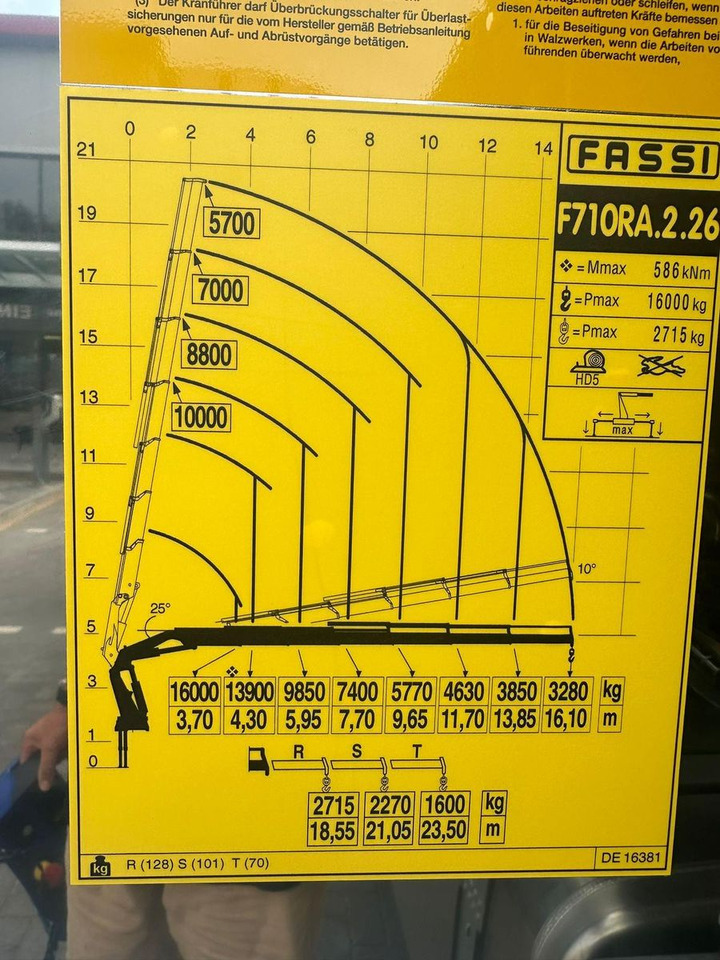 (5) Der Kranführer darf Überbrückungsschalter für Überlast-
sicherungen nur für die vom Hersteller gemäß Betriebsanleitung
vorgesehenen Auf- und Abrüstvorgänge betätigen.
oder schleifen, wenn
diesen Arbeiten auftreten Kräfte bemessen
1. für die Beseitigung von Gefahren bei
in Walzwerken, wenn die Arbeiten
führenden überwacht werden,
0 2 4 6 8 10 12 14
21
19
17
15
13
11
9
7
5
3
1
0
5700
7000
8800
10000
25°
10°
FASSI
F710RA.2.26
= Mmax 586 kNm
= Pmax 16000 kg
= Pmax 2715 kg
HD5
max
16000 13900 9850 7400 5770 4630 3850 3280 kg
3,70 4,30 5,95 7,70 9,65 11,70 13,85 16,10 m
R S T
2715 2270 1600 kg
18,55 21,05 23,50 m
kg R (128) S (101) T (70)
DE 16381